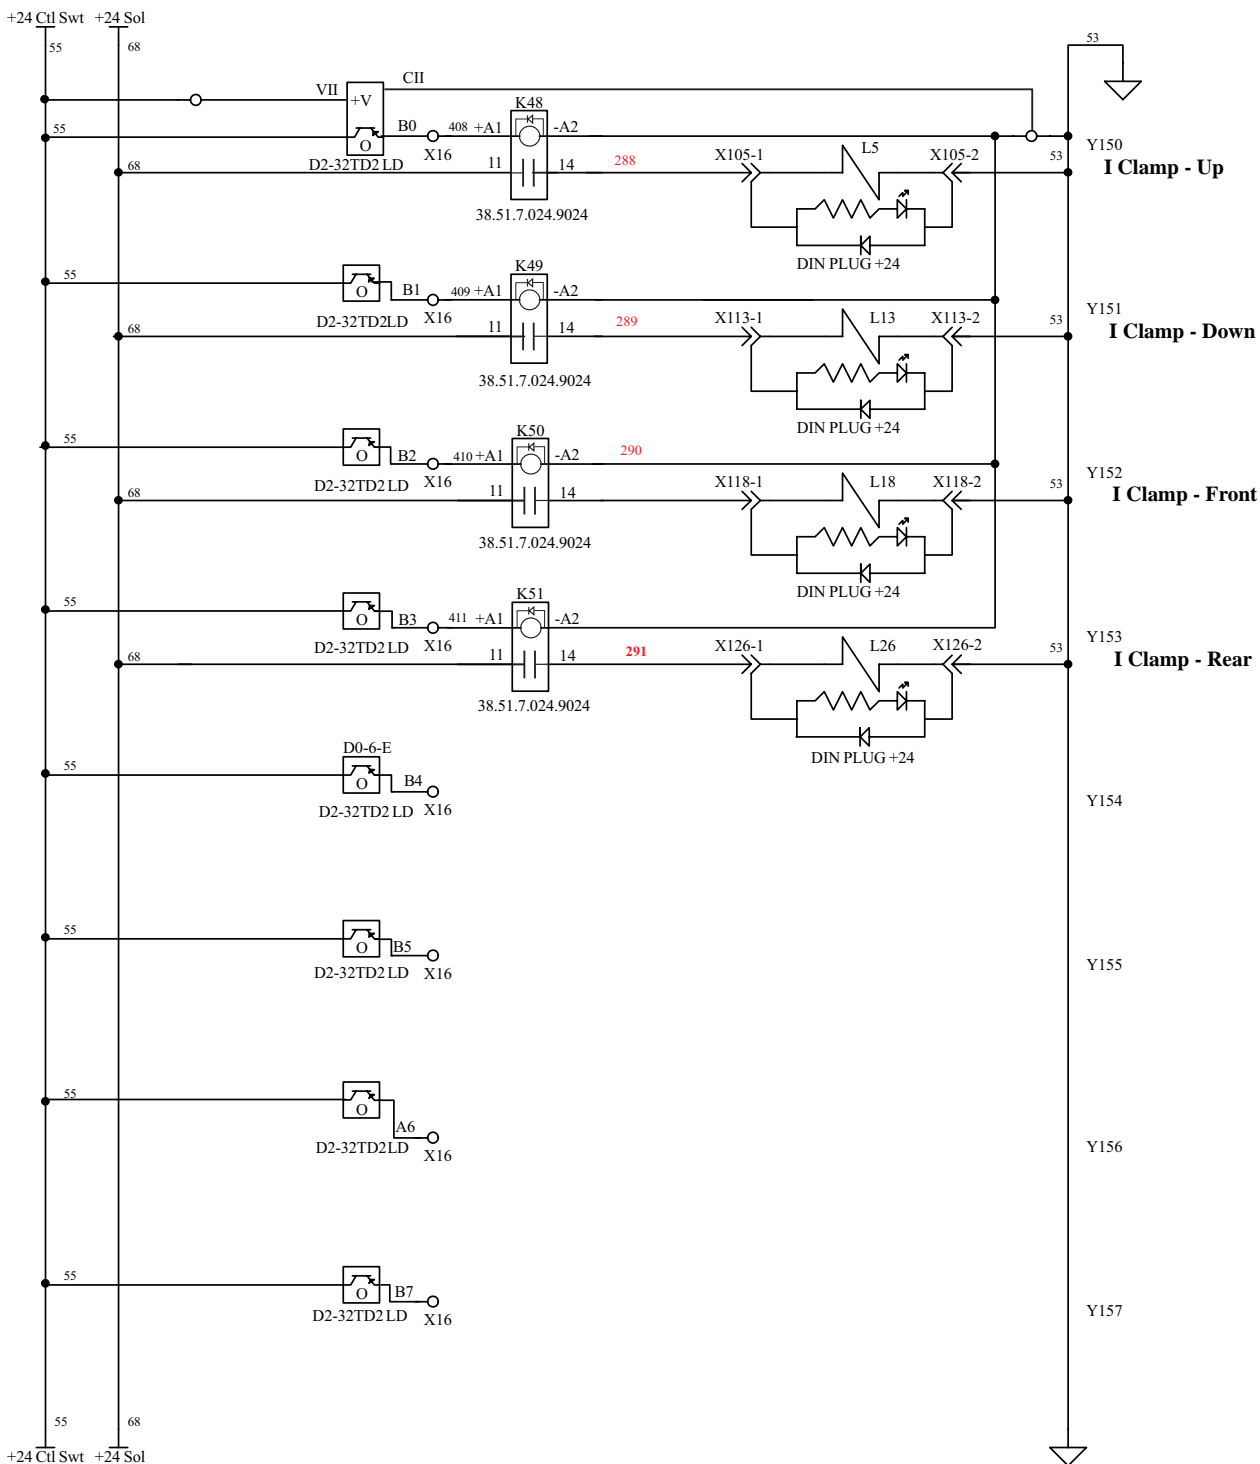 +24 Ctl Swt +24 Sol
55 68 53
VII +V CII
K48
55 B0 408 +A1 -A2
O X16
D2-32TD2 LD
Y150
68 11 14 288 X105-1 L5 X105-2 53
I Clamp - Up
38.51.7.024.9024
DIN PLUG +24
K49
55 B1 409 +A1 -A2
O X16
D2-32TD2 LD
Y151
68 11 14 289 X113-1 L13 X113-2 53
I Clamp - Down
38.51.7.024.9024
DIN PLUG +24
K50
55 B2 410 +A1 -A2 290
O X16
D2-32TD2 LD
Y152
68 11 14 X118-1 L18 X118-2 53
I Clamp - Front
38.51.7.024.9024
DIN PLUG +24
K51
55 B3 411 +A1 -A2
O X16
D2-32TD2 LD
Y153
68 11 14 291 X126-1 L26 X126-2 53
I Clamp - Rear
38.51.7.024.9024
DIN PLUG +24
D0-6-E
55 O B4
D2-32TD2 LD X16
Y154
55 O B5
D2-32TD2 LD X16
Y155
55 O A6
D2-32TD2 LD X16
Y156
55 O B7
D2-32TD2 LD X16
Y157
55 68
+24 Ctl Swt +24 Sol